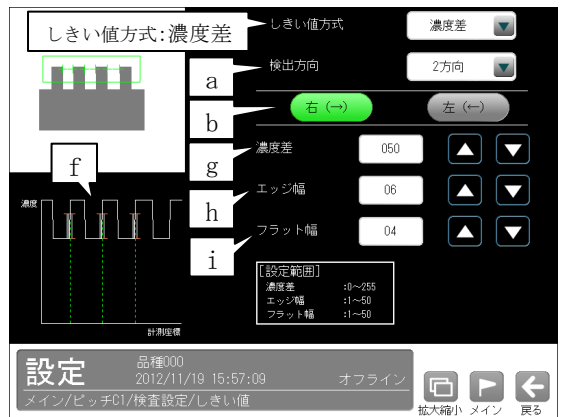 しきい値方式:濃度差
しきい値方式
濃度差
a
検出方向
2方向
b
右 (→)
左 (←)
f
g
濃度差
050
濃度
h
エッジ幅
06
i
フラット幅
04
[設定範囲]
濃度差 :0~255
エッジ幅 :1~50
フラット幅 :1~50
計測座標
設定
品種000
2012/11/19 15:57:09
オフライン
メイン/ピッチC1/検査設定/しきい値
拡大縮小
メイン
戻る